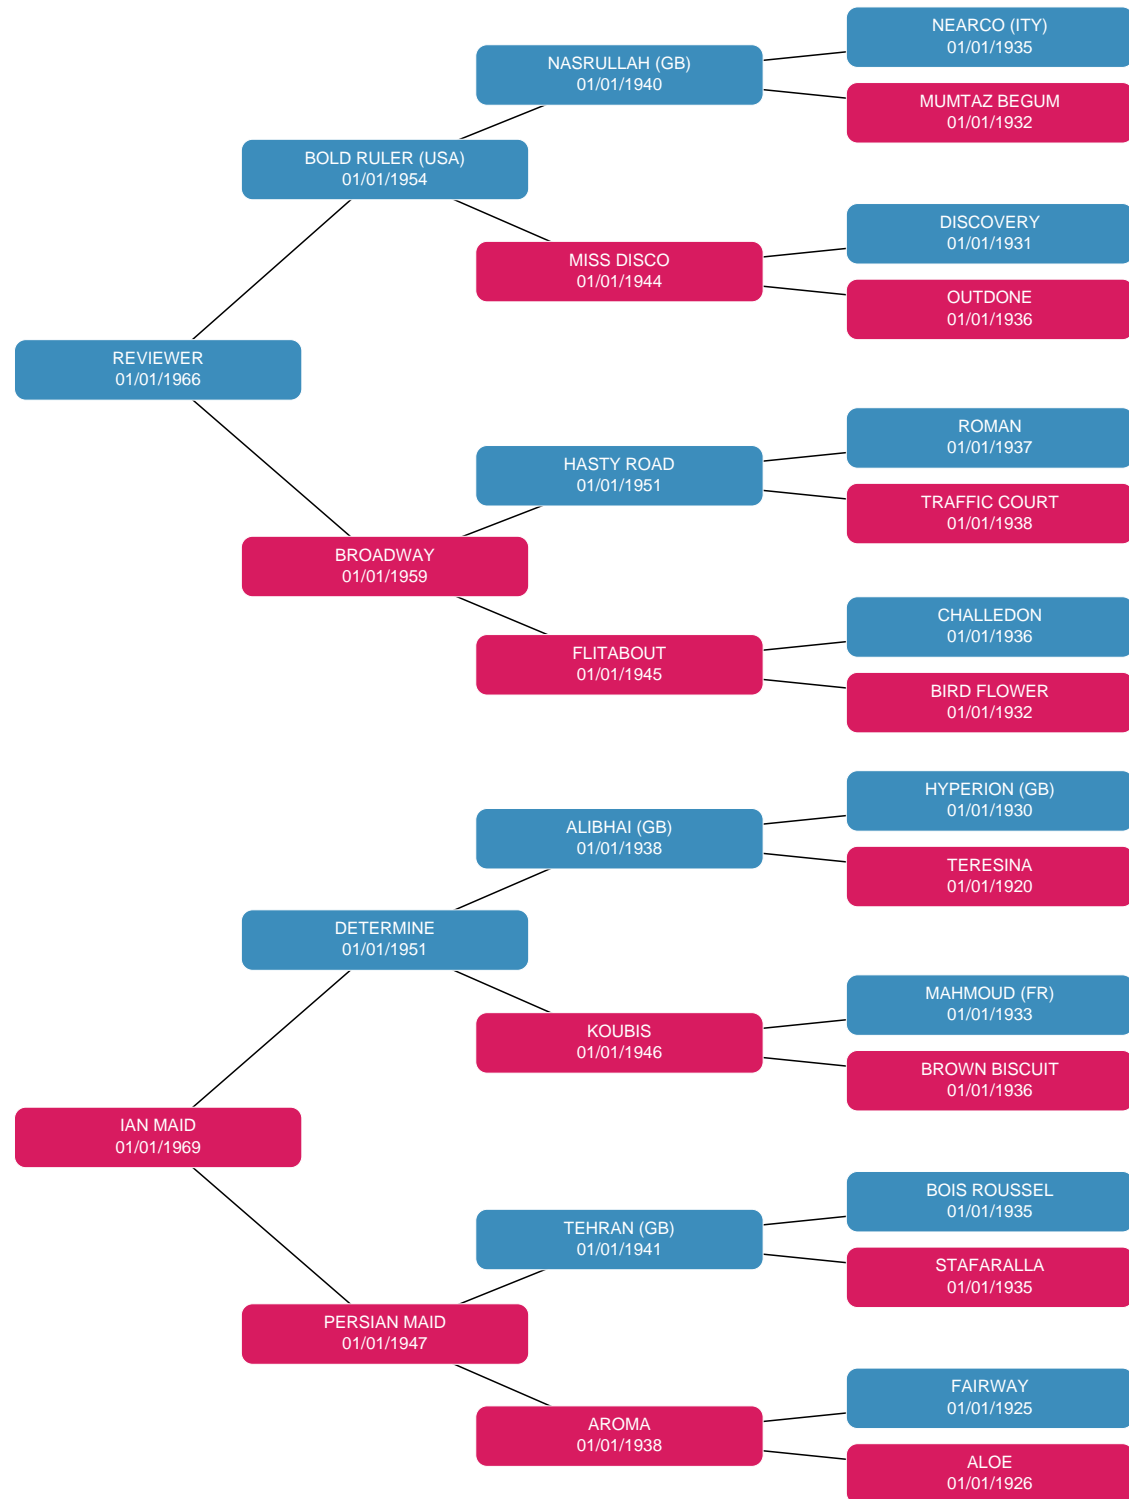 NEARCO (ITY)
01/01/1935
NASRULLAH (GB)
01/01/1940
MUMTAZ BEGUM
01/01/1932
BOLD RULER (USA)
01/01/1954
DISCOVERY
01/01/1931
MISS DISCO
01/01/1944
OUTDONE
01/01/1936
REVIEWER
01/01/1966
ROMAN
01/01/1937
HASTY ROAD
01/01/1951
TRAFFIC COURT
01/01/1938
BROADWAY
01/01/1959
CHALLEDON
01/01/1936
FLITABOUT
01/01/1945
BIRD FLOWER
01/01/1932
HYPERION (GB)
01/01/1930
ALIBHAI (GB)
01/01/1938
TERESINA
01/01/1920
DETERMINE
01/01/1951
MAHMOUD (FR)
01/01/1933
KOUBIS
01/01/1946
BROWN BISCUIT
01/01/1936
IAN MAID
01/01/1969
BOIS ROUSSEL
01/01/1935
TEHRAN (GB)
01/01/1941
STAFARALLA
01/01/1935
PERSIAN MAID
01/01/1947
FAIRWAY
01/01/1925
AROMA
01/01/1938
ALOE
01/01/1926